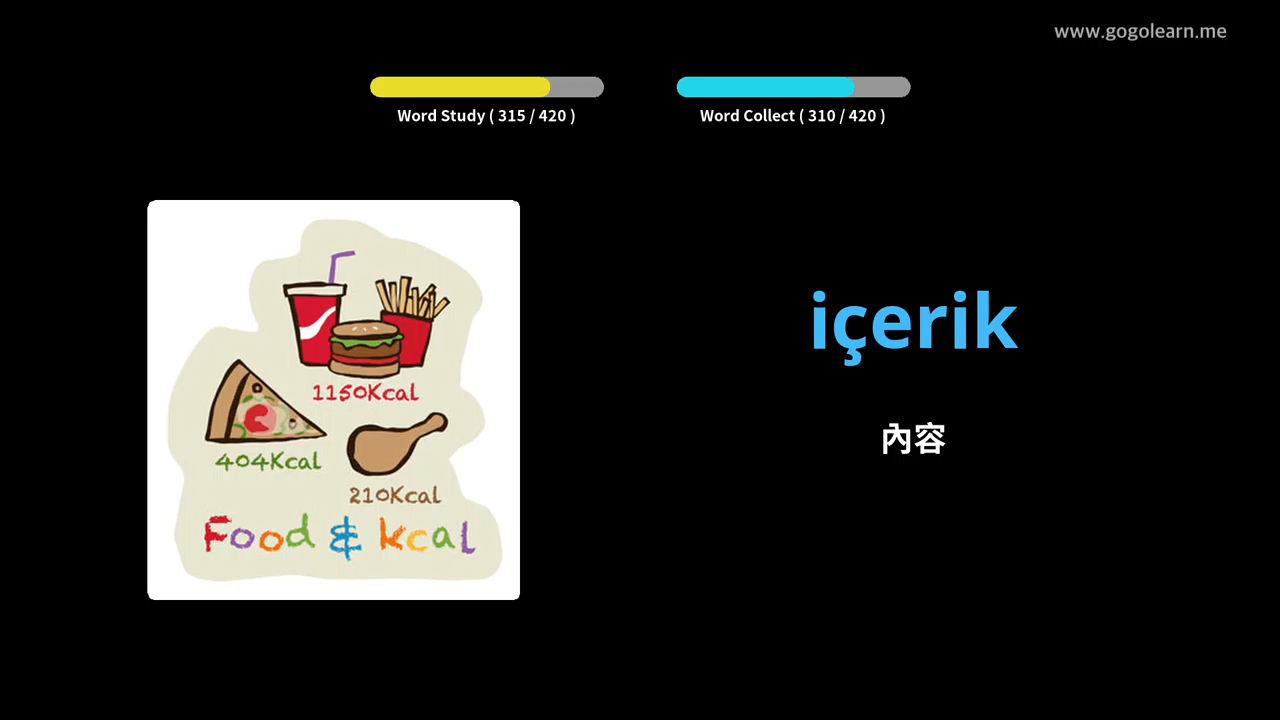 www.gogolearn.me
Word Study ( 315 / 420 )
Word Collect ( 310 / 420 )
1150Kcal
404Kcal
210Kcal
Food & kcal
içerik
內容